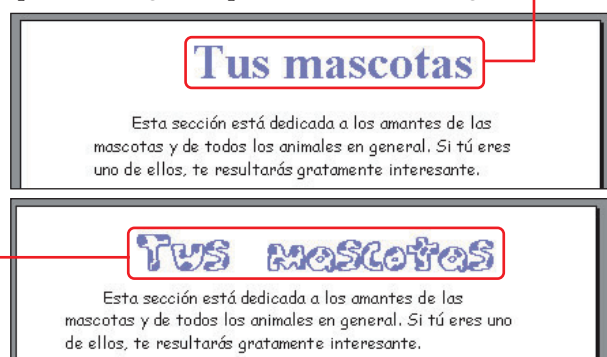 Tus mascotas
Esta sección está dedicada a los amantes de las
mascotas y de todos los animales en general. Si tú eres
uno de ellos, te resultarás gratamente interesante.
Tus mascotas
Esta sección está dedicada a los amantes de las
mascotas y de todos los animales en general. Si tú eres uno
de ellos, te resultarás gratamente interesante.